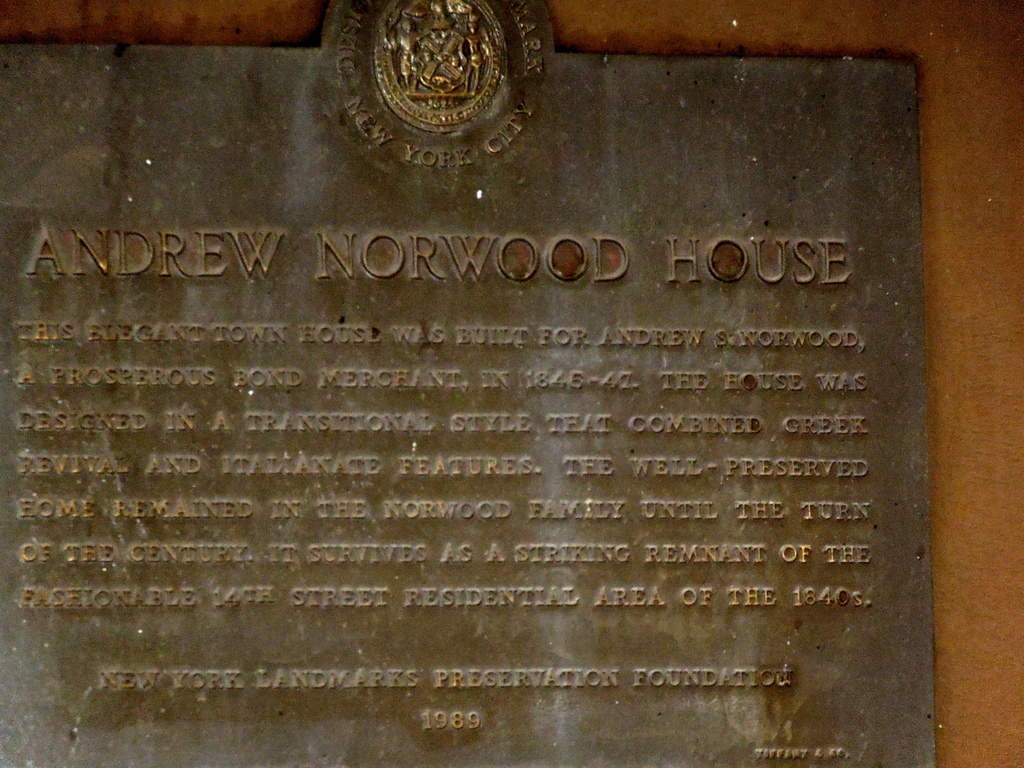 DESIG MARK
NEW YORK CITY
ANDREW NORWOOD HOUSE
THIS ELEGANT TOWN HOUSE WAS BUILT FOR ANDREW S. NORWOOD,
A PROSPEROUS BOND MERCHANT, IN 1845-47. THE HOUSE WAS
DESIGNED IN A TRANSITIONAL STYLE THAT COMBINED GREEK
REVIVAL AND ITALIANATE FEATURES. THE WELL-PRESERVED
HOME REMAINED IN THE NORWOOD FAMILY UNTIL THE TURN
OF THE CENTURY. IT SURVIVES AS A STRIKING REMNANT OF THE
FASHIONABLE 14TH STREET RESIDENTIAL AREA OF THE 1840s.
NEW YORK LANDMARKS PRESERVATION FOUNDATION
1989
TIFFANY & CO.